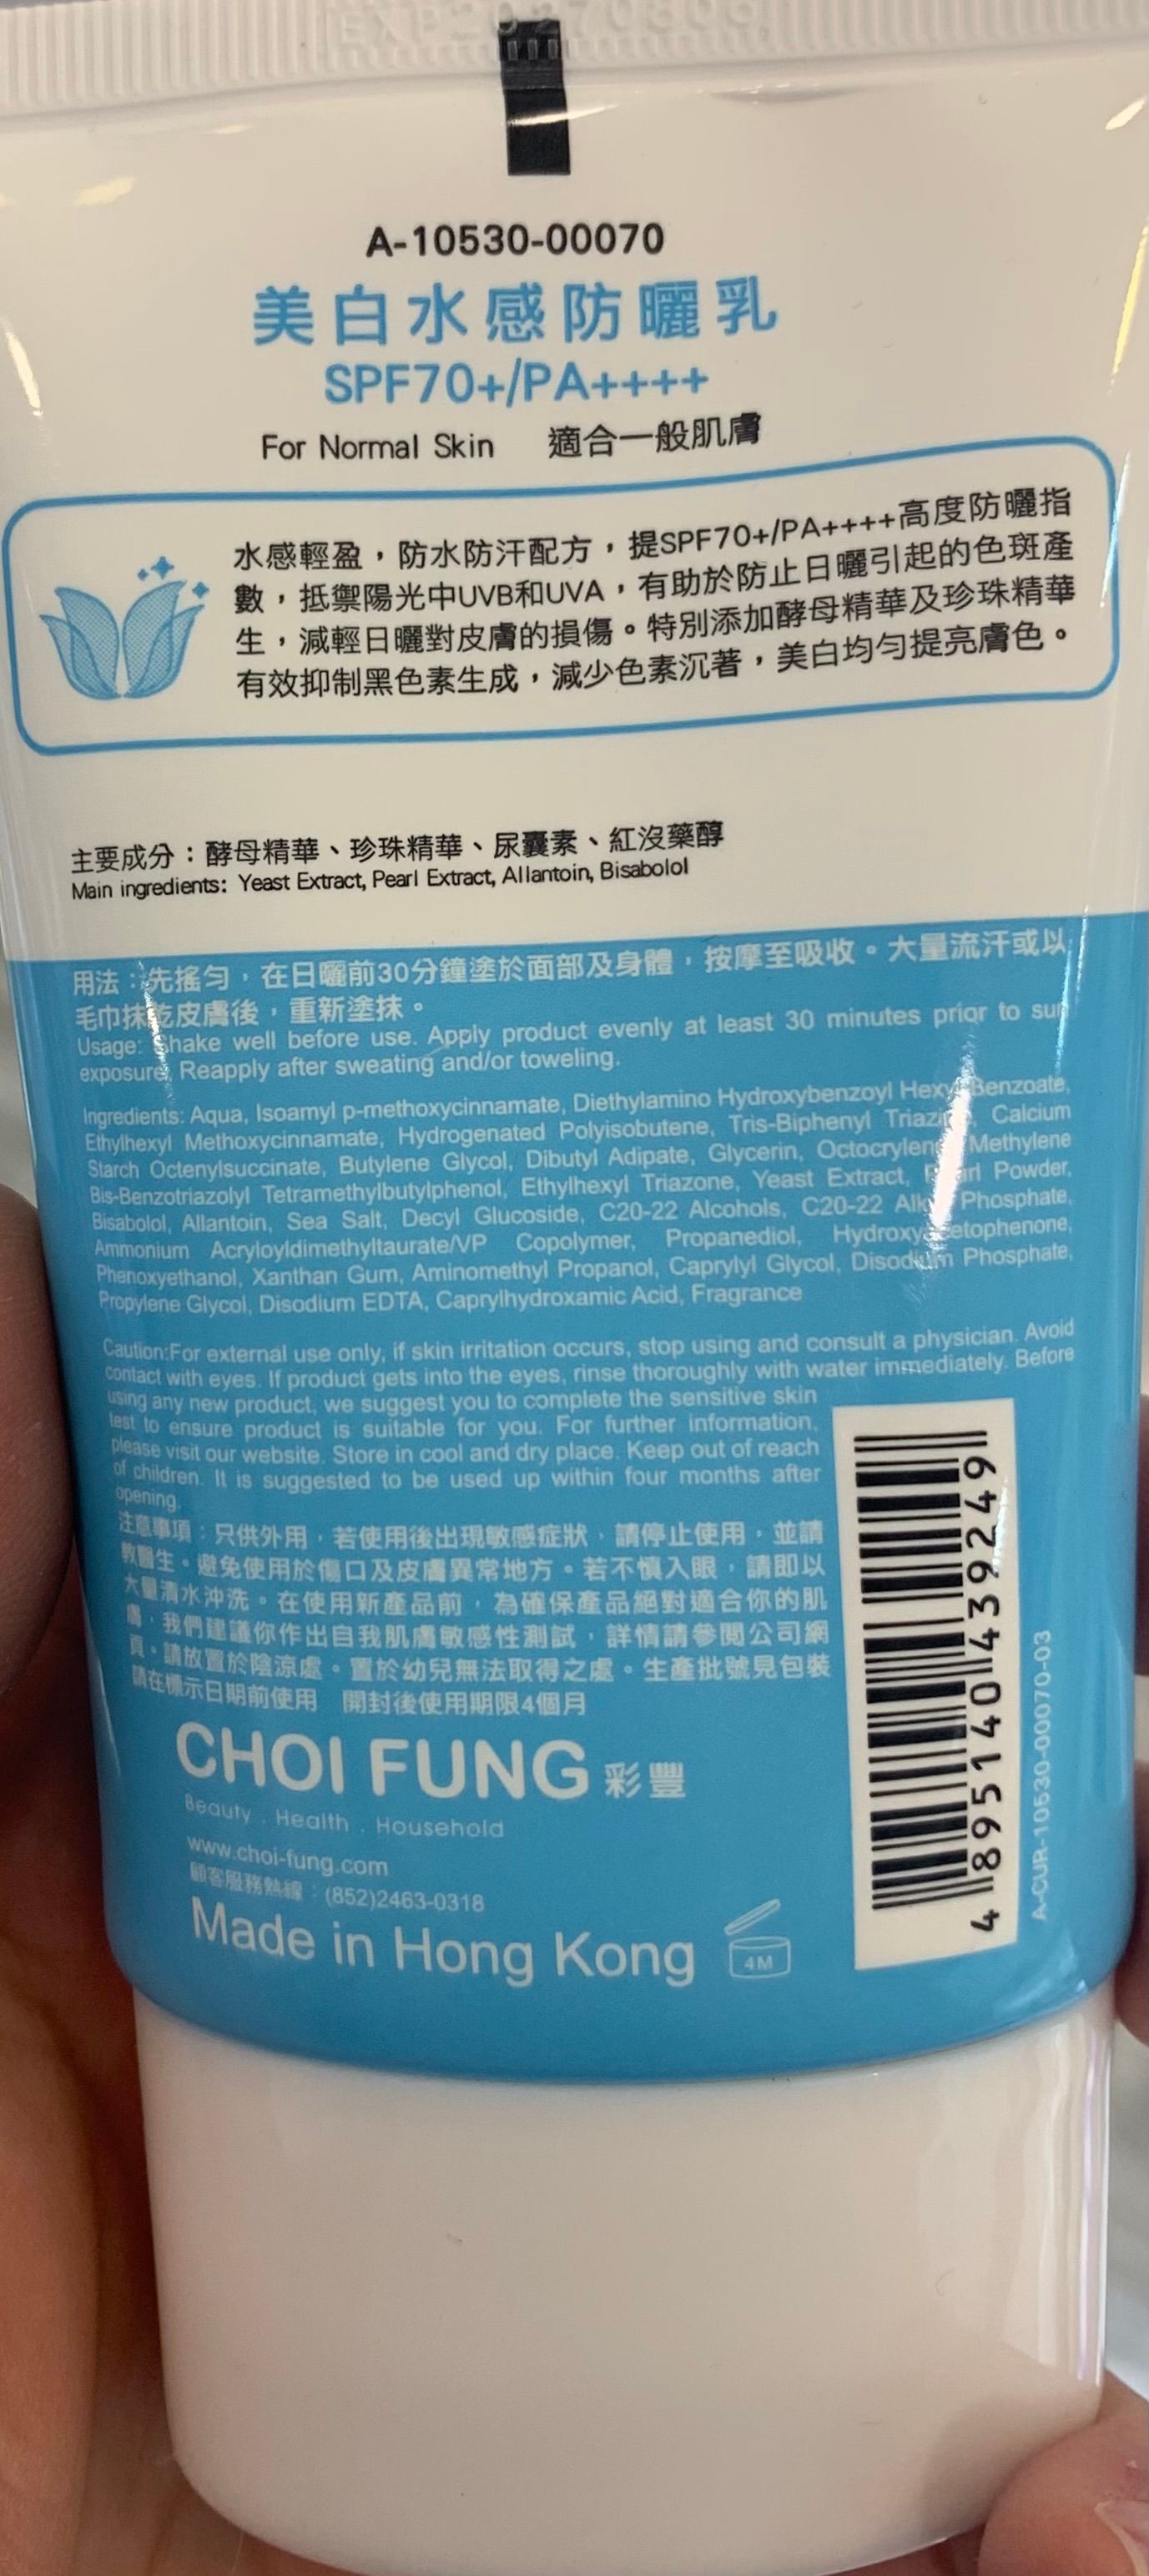 A-10530-00070
美白水感防曬乳
SPF70+/PA++++
For Normal Skin 適合一般肌膚
水感輕盈，防水防汗配方，提SPF70+/PA++++高度防曬指
數，抵禦陽光中UVB和UVA，有助於防止日曬引起的色斑產
生，減輕日曬對皮膚的損傷。特別添加酵母精華及珍珠精華
有效抑制黑色素生成，減少色素沉著，美白均勻提亮膚色。
主要成分：酵母精華、珍珠精華、尿囊素、紅沒藥醇
Main ingredients: Yeast Extract, Pearl Extract, Allantoin, Bisabolol
用法：先搖勻，在日曬前30分鐘塗於面部及身體，按摩至吸收。大量流汗或以
毛巾抹乾皮膚後，重新塗抹。
Usage: Shake well before use. Apply product evenly at least 30 minutes prior to sun
exposure. Reapply after sweating and/or toweling.
Ingredients: Aqua, Isoamyl p-methoxycinnamate, Diethylamino Hydroxybenzoyl Hexyl Benzoate,
Ethylhexyl Methoxycinnamate, Hydrogenated Polyisobutene, Tris-Biphenyl Calcium
Starch Octenylsuccinate, Butylene Glycol, Dibutyl Adipate, Glycerin, Octocrylene, Methylene
Bis-Benzotriazolyl Tetramethylbutylphenol, Ethylhexyl Triazone, Yeast Extract, Pearl Powder,
Bisabolol, Allantoin, Sea Salt, Decyl Glucoside, C20-22 Alcohols, C20-22 Alkyl Phosphate,
Ammonium Acryloyldimethyltaurate/VP Copolymer, Propanediol, Hydroxyacetophenone,
Phenoxyethanol, Xanthan Gum, Aminomethyl Propanol, Caprylyl Glycol, Disodium Phosphate,
Propylene Glycol, Disodium EDTA, Caprylhydroxamic Acid, Fragrance
Caution:For external use only, if skin irritation occurs, stop using and consult a physician. Avoid
contact with eyes. If product gets into the eyes, rinse thoroughly with water immediately. Before
using any new product, we suggest you to complete the sensitive skin
test to ensure product is suitable for you. For further information,
please visit our website. Store in cool and dry place. Keep out of reach
of children. It is suggested to be used up within four months after
opening.
注意事項：只供外用，若使用後出現敏感症狀，請停止使用，並請
教醫生。避免使用於傷口及皮膚異常地方。若不慎入眼，請即以
大量清水沖洗。在使用新產品前，為確保產品絕對適合你的肌
膚，我們建議你作出自我肌膚敏感性測試，詳情請參閱公司網
頁。請放置於陰涼處。置於幼兒無法取得之處。生產批號見包裝
請在標示日期前使用 開封後使用期限4個月
CHOI FUNG 彩豐
Beauty . Health . Household
www.choi-fung.com
顧客服務熱線：(852)2463-0318
Made in Hong Kong
4M
4 895140 439249
A-CUR-10530-00070-03